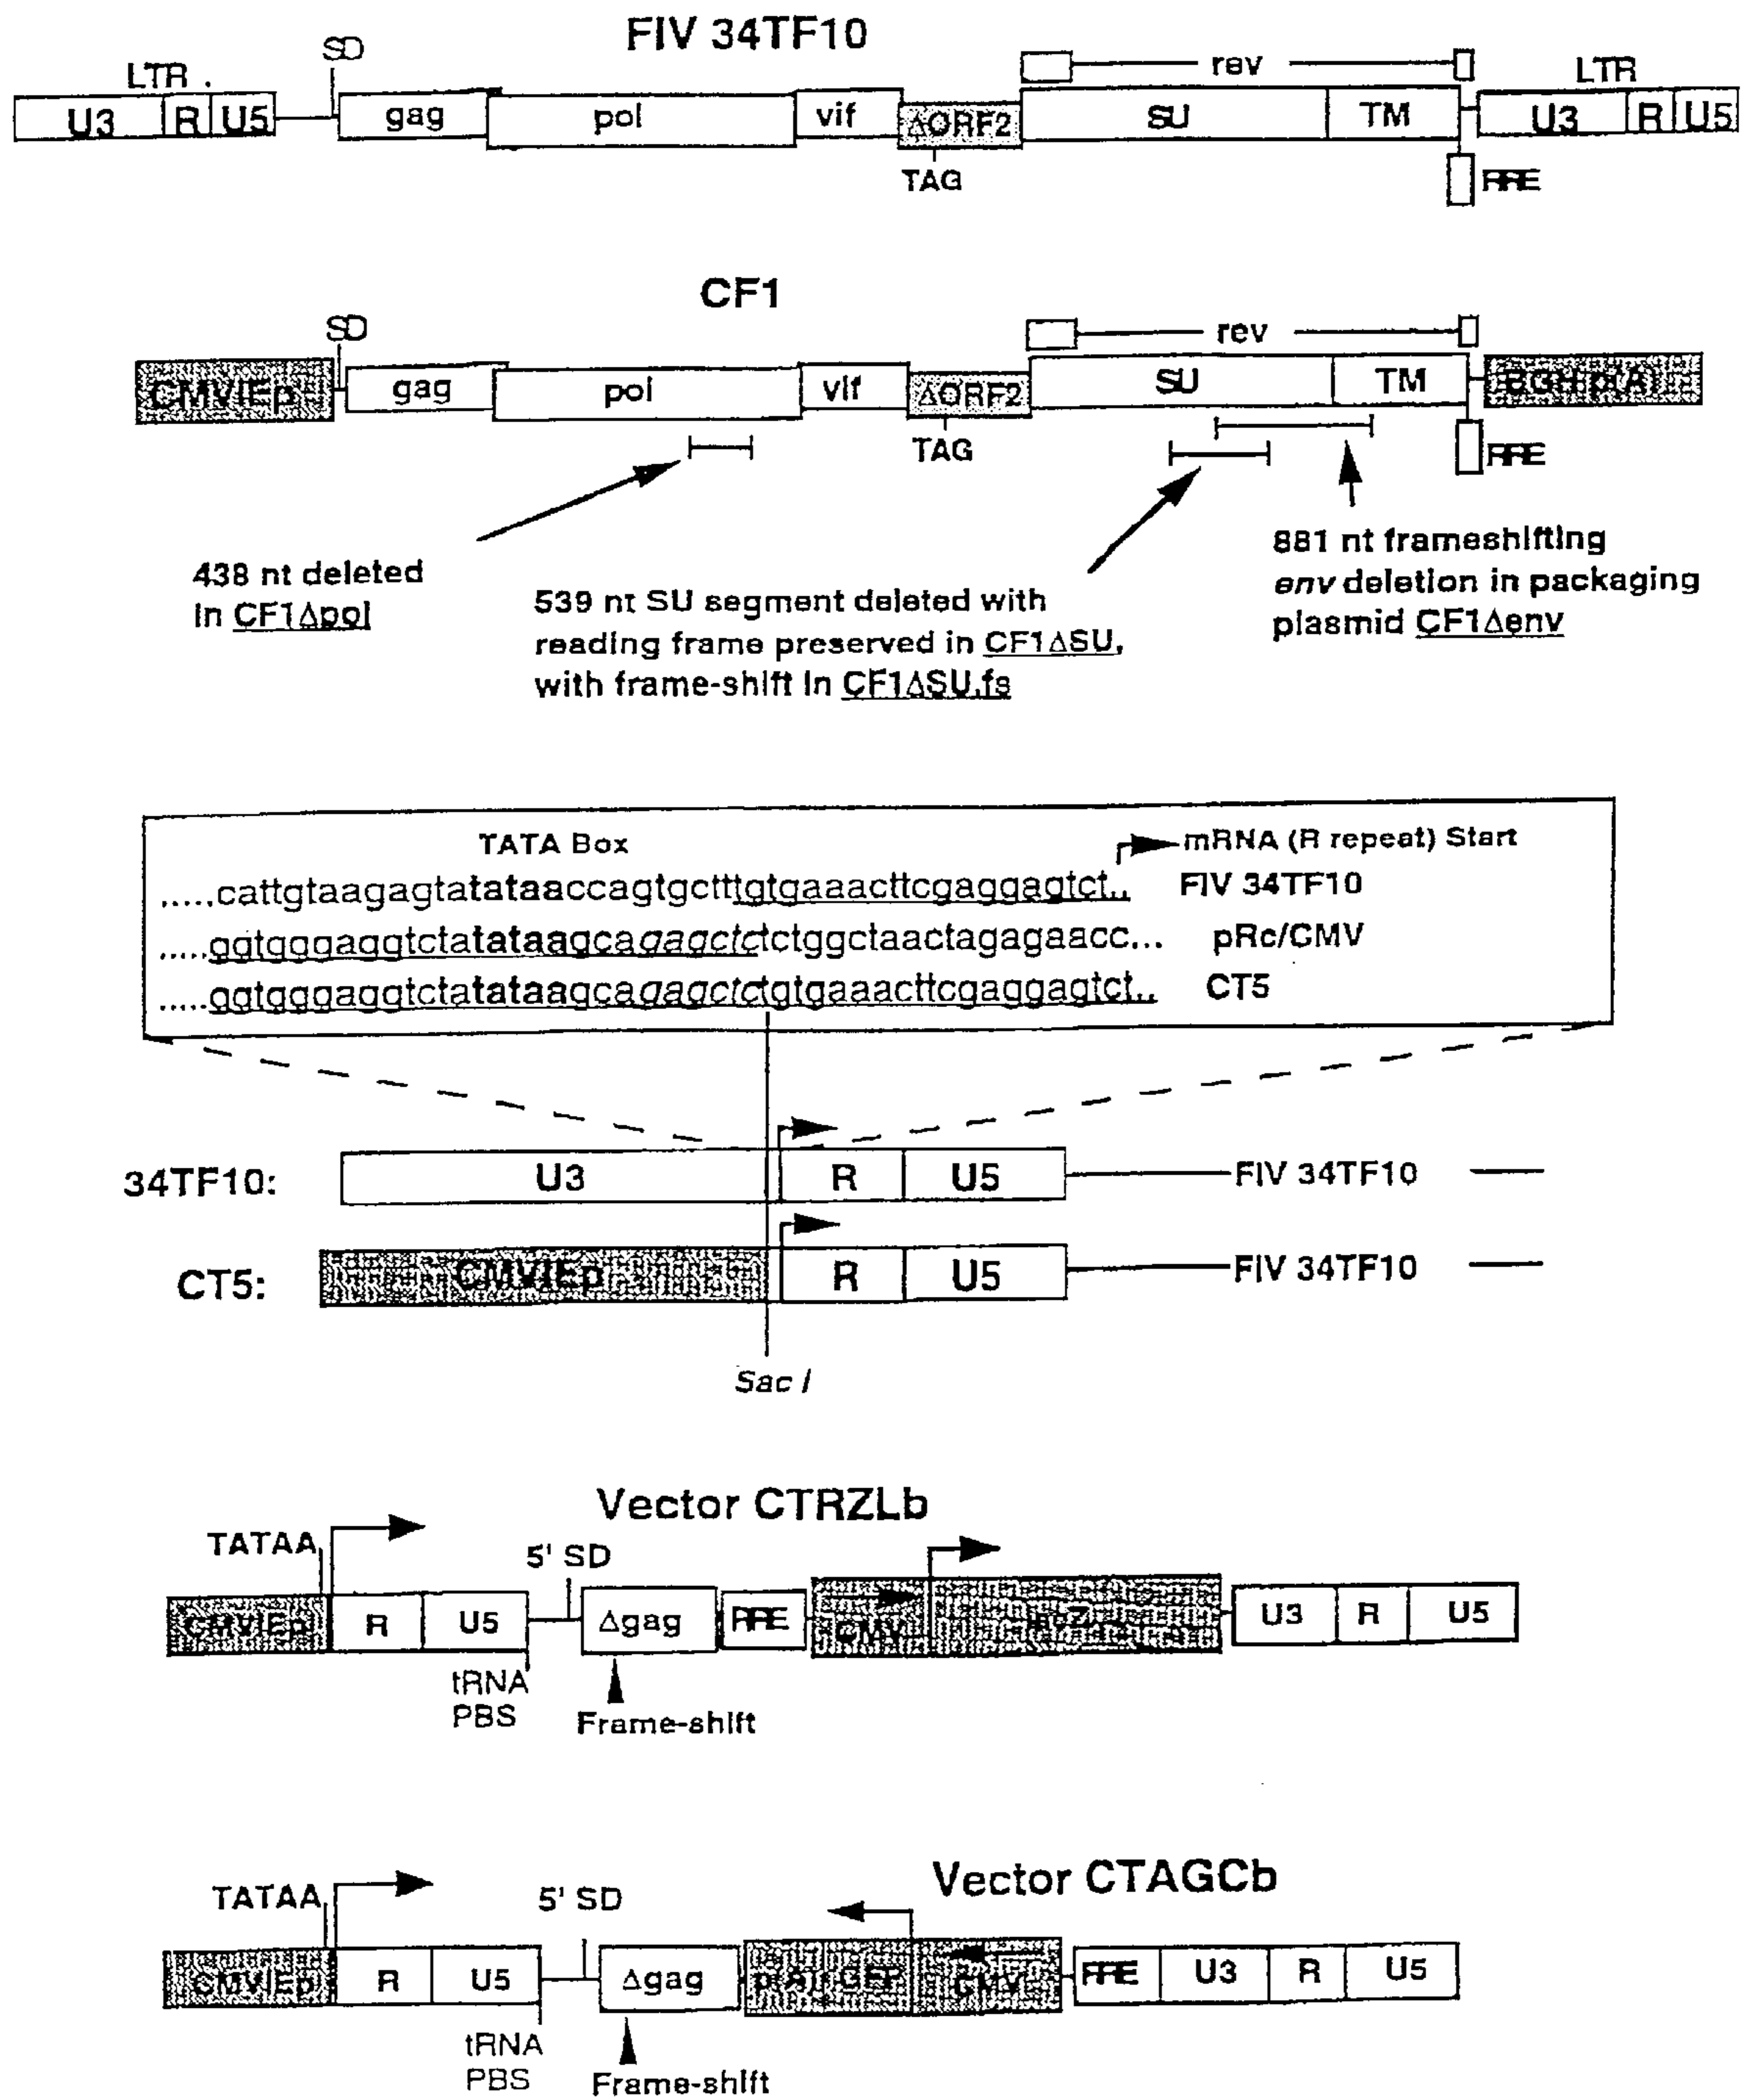 FIV 34TF10
SD
LTR .
rev
LTR
U3 R U5 gag pol vif ΔORF2 SU TM U3 R U5
TAG
RRE
CF1
SD
rev
CMVIEp gag pol vif ΔORF2 SU TM BGH p(A)
TAG
RRE
438 nt deleted
in CF1Δpol
539 nt SU segment deleted with
reading frame preserved in CF1ΔSU,
with frame-shift in CF1ΔSU.fs
881 nt frameshifting
env deletion in packaging
plasmid CF1Δenv
TATA Box
mRNA (R repeat) Start
.....cattgtaagagtatataaccagtgctttgtgaaacttcgaggagtct.. FIV 34TF10
.....ggtgggaggtctatataagcagagctctctggctaactagagaacc... pRc/CMV
.....ggtgggaggtctatataagcagagctctgtgaaacttcgaggagtct.. CT5
34TF10: U3 R U5 FIV 34TF10
CT5: CMVIEp R U5 FIV 34TF10
Sac I
Vector CTRZLb
TATAA
5' SD
CMVIEp R U5 Δgag RRE CMV lacZ U3 R U5
tRNA
PBS
Frame-shift
Vector CTAGCb
TATAA
5' SD
CMVIEp R U5 Δgag p(A) GFP CMV RRE U3 R U5
tRNA
PBS
Frame-shift